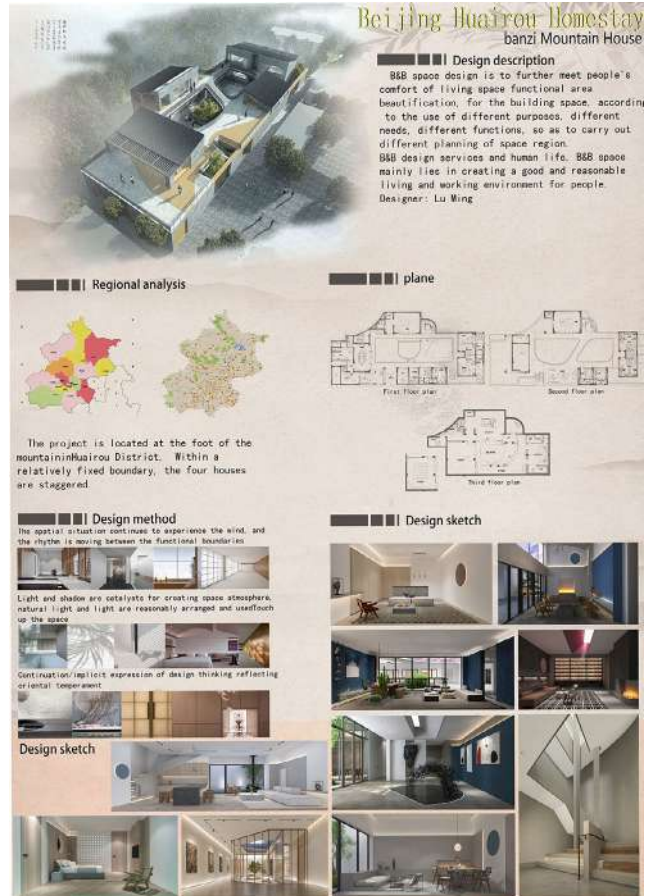 Beijing Huairou Homestay
banzi Mountain House
Design description
B&B space design is to further meet people's
comfort of living space functional area
beautification, for the building space, according
to the use of different purposes, different
needs, different functions, so as to carry out
different planning of space region.
B&B design services and human life. B&B space
mainly lies in creating a good and reasonable
living and working environment for people.
Designer: Lu Ming
Regional analysis
The project is located at the foot of the
mountaininHuairou District. Within a
relatively fixed boundary, the four houses
are staggered
plane
First floor plan
Second floor plan
Third floor plan
Design method
The spatial situation continues to experience the wind, and
the rhythm is moving between the functional boundaries
Light and shadow are catalysts for creating space atmosphere,
natural light and light are reasonably arranged and usedTouch
up the space
Continuation/implicit expression of design thinking reflecting
oriental temperament
Design sketch
Design sketch